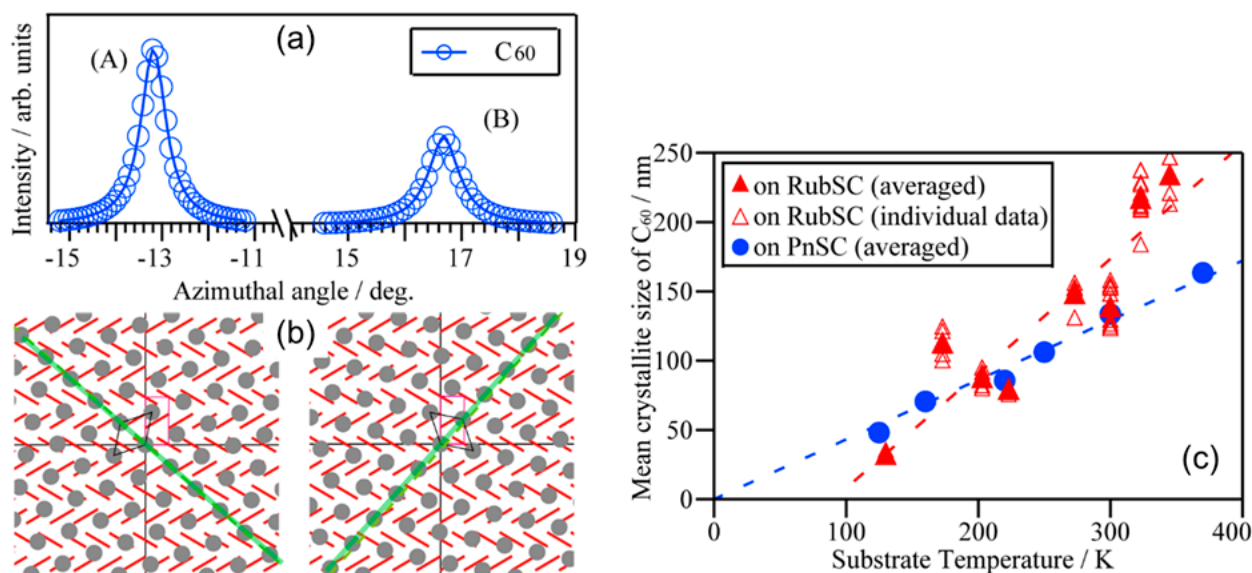 (a)
C60
(A)
(B)
Intensity / arb. units
-15 -13 -11 15 17 19
Azimuthal angle / deg.
(b)
250
200
150
100
50
0
Mean crystallite size of C60 / nm
on RubSC (averaged)
on RubSC (individual data)
on PnSC (averaged)
(c)
0 100 200 300 400
Substrate Temperature / K